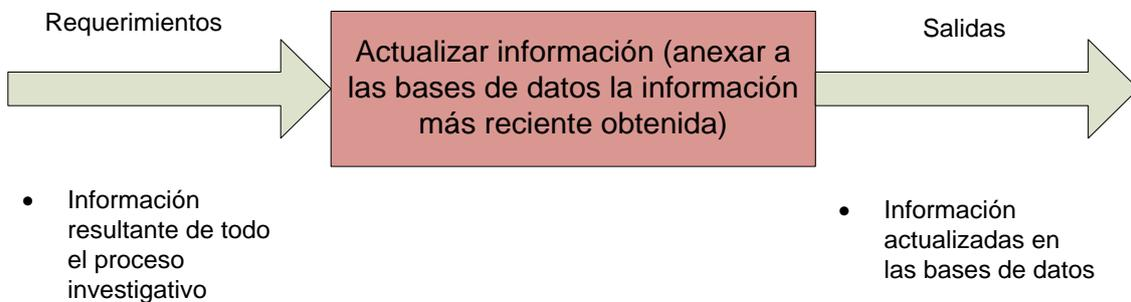 Requerimientos
Actualizar información (anexar a
las bases de datos la información
más reciente obtenida)
Salidas
• Información
resultante de todo
el proceso
investigativo
• Información
actualizadas en
las bases de datos